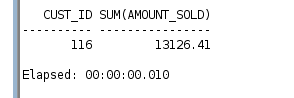 CUST_ID SUM(AMOUNT_SOLD)
---------- ----------------
116 13126.41
Elapsed: 00:00:00.010